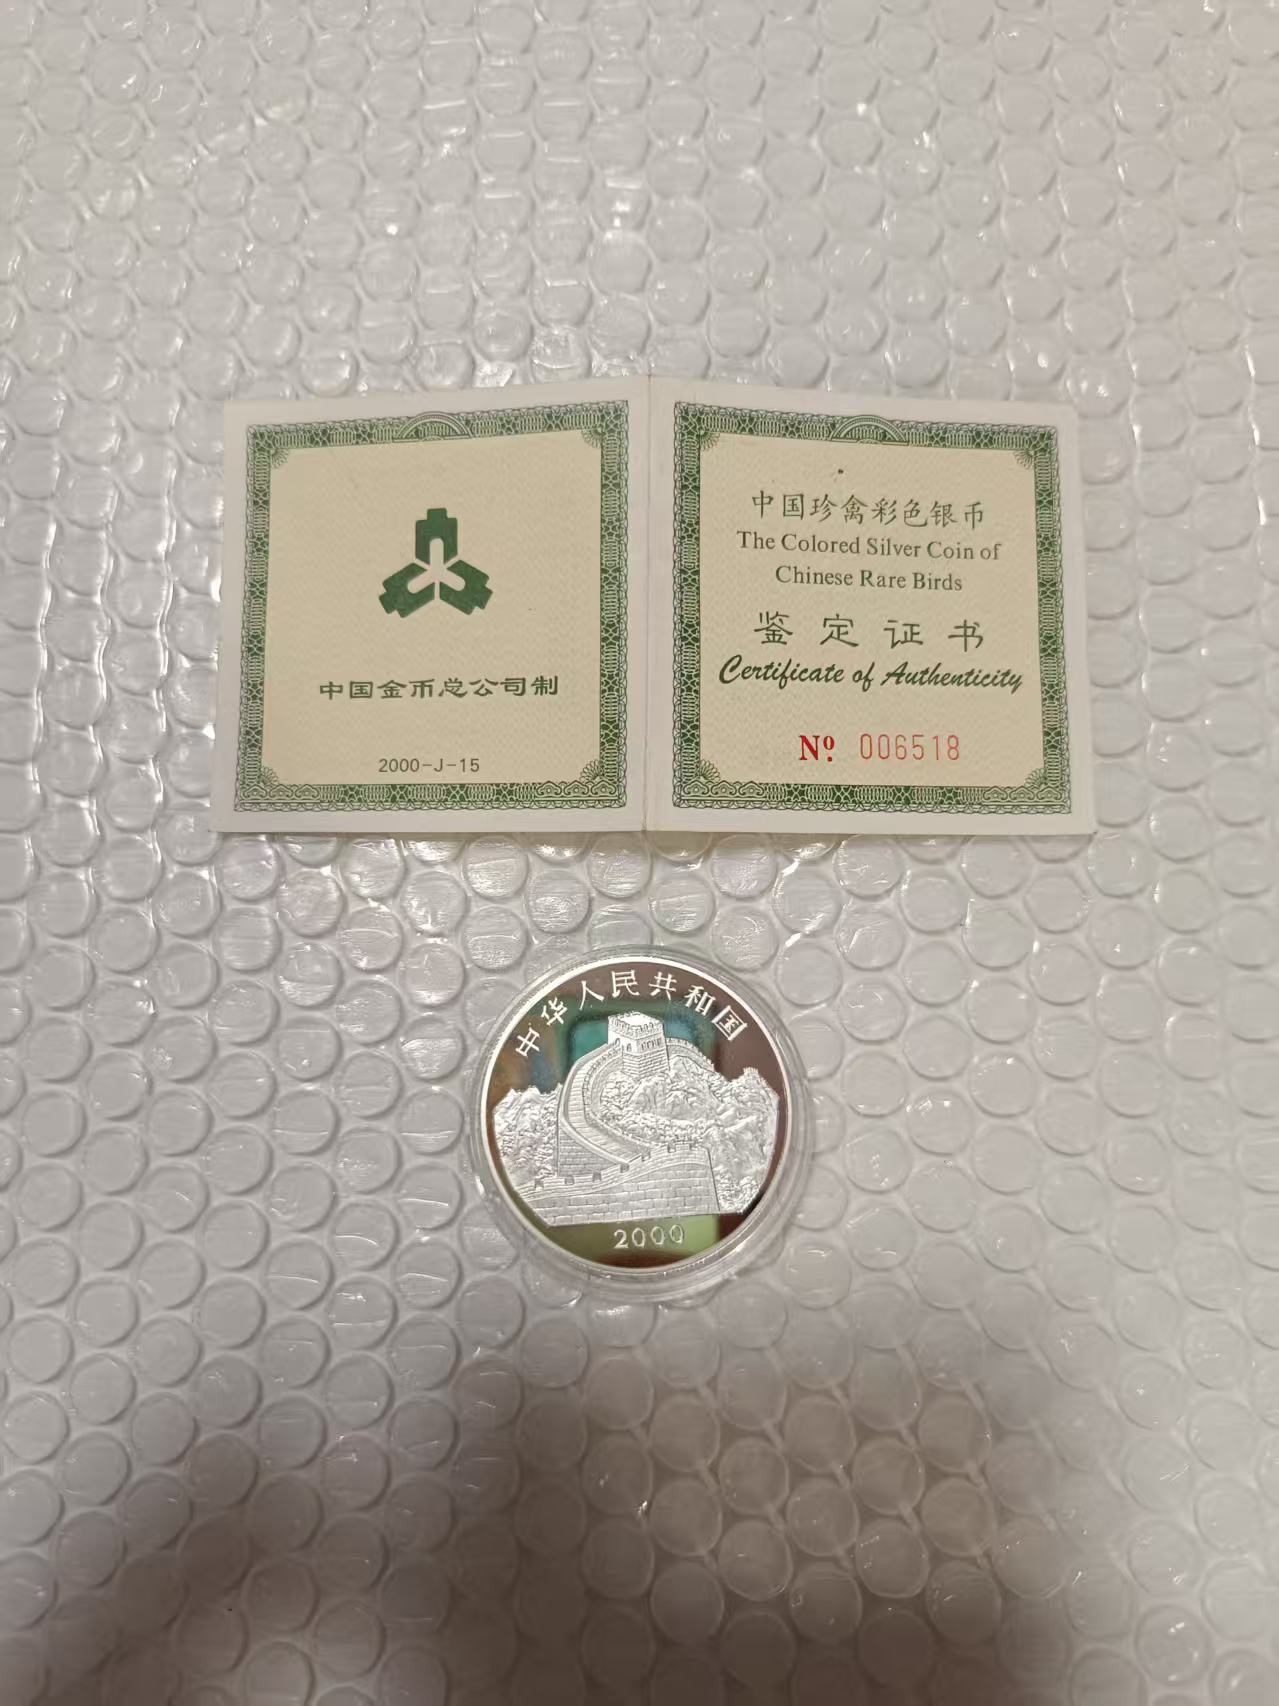 中国金币总公司制
2000-J-15
中国珍禽彩色银币
The Colored Silver Coin of
Chinese Rare Birds
鉴定证书
Certificate of Authenticity
Nº. 006518
中华人民共和国
2000